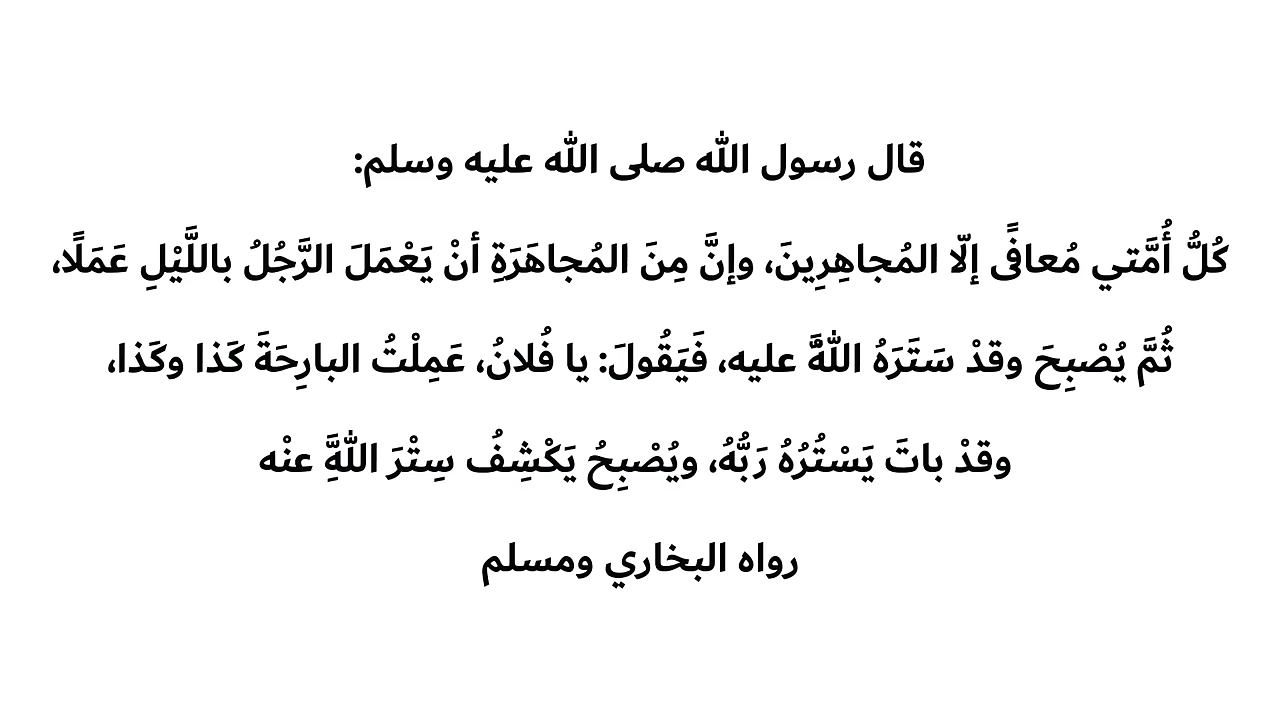 قال رسول الله صلى الله عليه وسلم:
كُلُّ أُمَّتي مُعافًى إلّا المُجاهِرِينَ، وإنَّ مِنَ المُجاهَرَةِ أنْ يَعْمَلَ الرَّجُلُ باللَّيْلِ عَمَلًا،
ثُمَّ يُصْبِحَ وقدْ سَتَرَهُ اللَّهُ عليه، فَيَقُولَ: يا فُلانُ، عَمِلْتُ البارِحَةَ كَذا وكَذا،
وقدْ باتَ يَسْتُرُهُ رَبُّهُ، ويُصْبِحُ يَكْشِفُ سِتْرَ اللَّهِ عنْه
رواه البخاري ومسلم